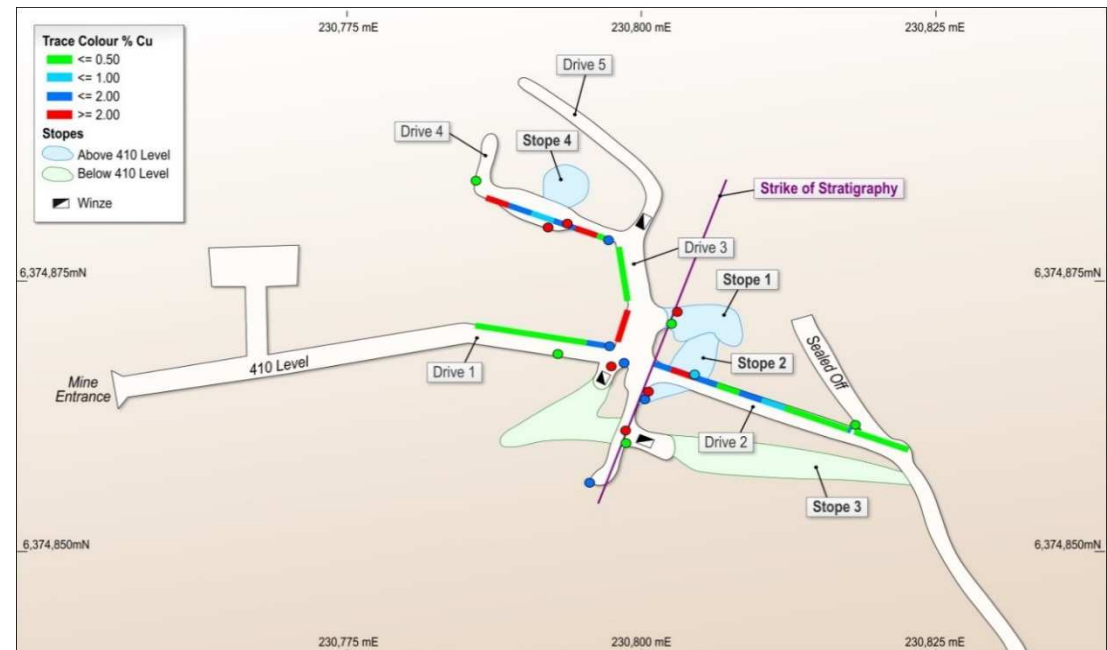 230,775 mE
230,800 mE
230,825 mE
Trace Colour % Cu
<= 0.50
<= 1.00
<= 2.00
>= 2.00
Stopes
Above 410 Level
Below 410 Level
Winze
Drive 5
Drive 4
Stope 4
Strike of Stratigraphy
Drive 3
6,374,875mN
6,374,875mN
Stope 1
Sealed Off
Stope 2
410 Level
Drive 1
Mine
Entrance
Drive 2
Stope 3
6,374,850mN
6,374,850mN
230,775 mE
230,800 mE
230,825 mE